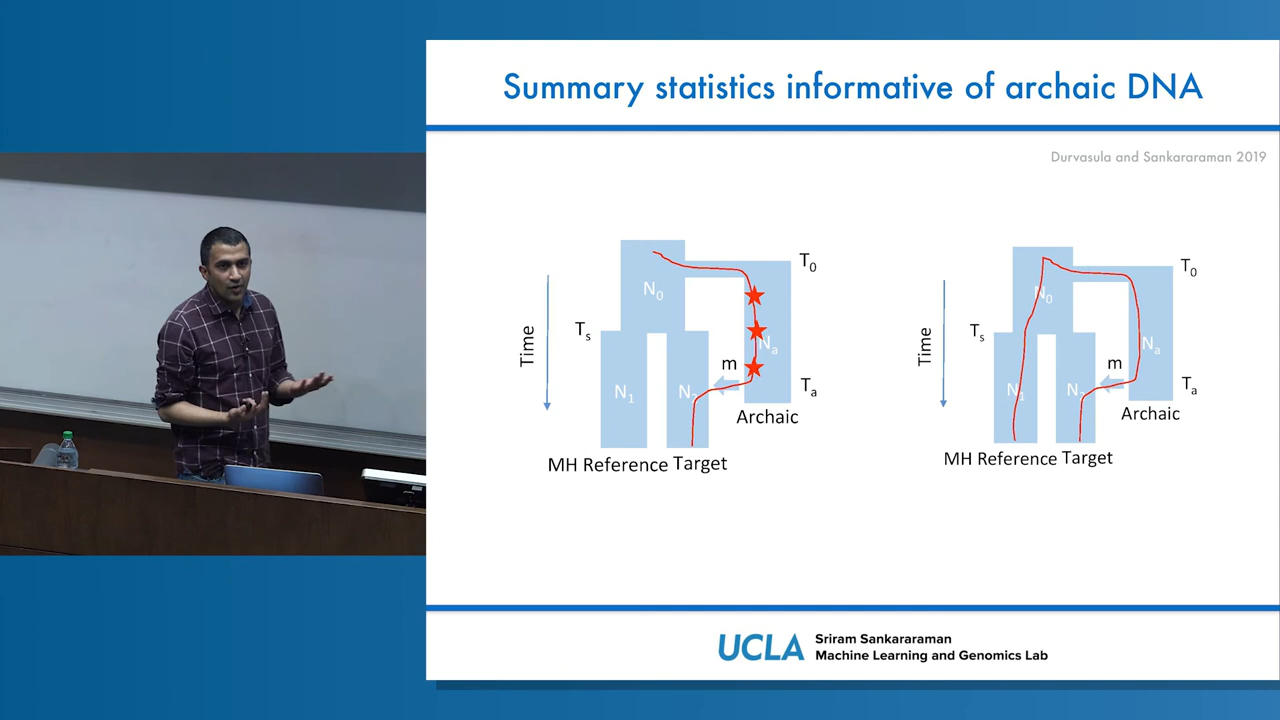 Summary statistics informative of archaic DNA
Durvasula and Sankararaman 2019
T0
N0
Ts
Time
Na
m
N1
Ta
Archaic
MH Reference Target
T0
N0
Ts
Time
Na
m
N1
Ta
Archaic
MH Reference Target
UCLA
Sriram Sankararaman
Machine Learning and Genomics Lab